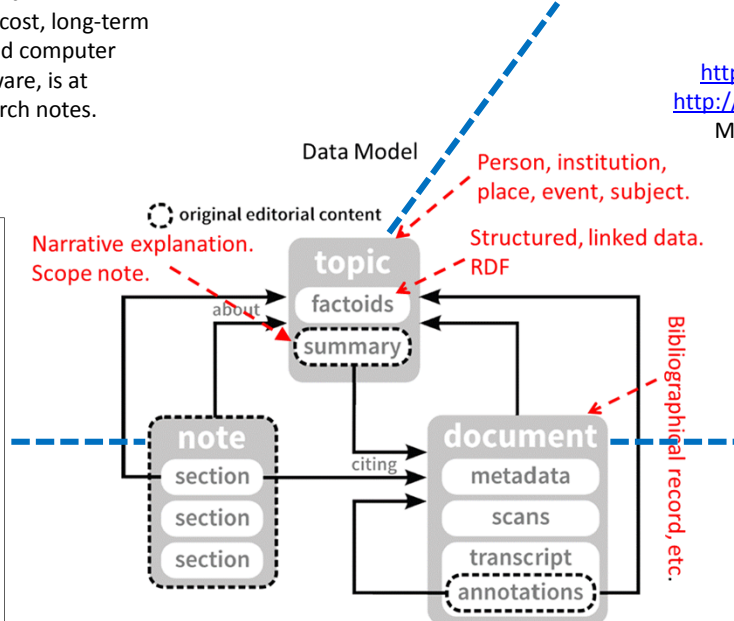 cost, long-term
d computer
ware, is at
rch notes.
http
http://
M
Data Model
Person, institution,
place, event, subject.
original editorial content
Narrative explanation.
Scope note.
topic
Structured, linked data.
RDF
factoids
about
summary
Bibliographical record, etc.
note
document
citing
section
metadata
section
scans
section
transcript
annotations